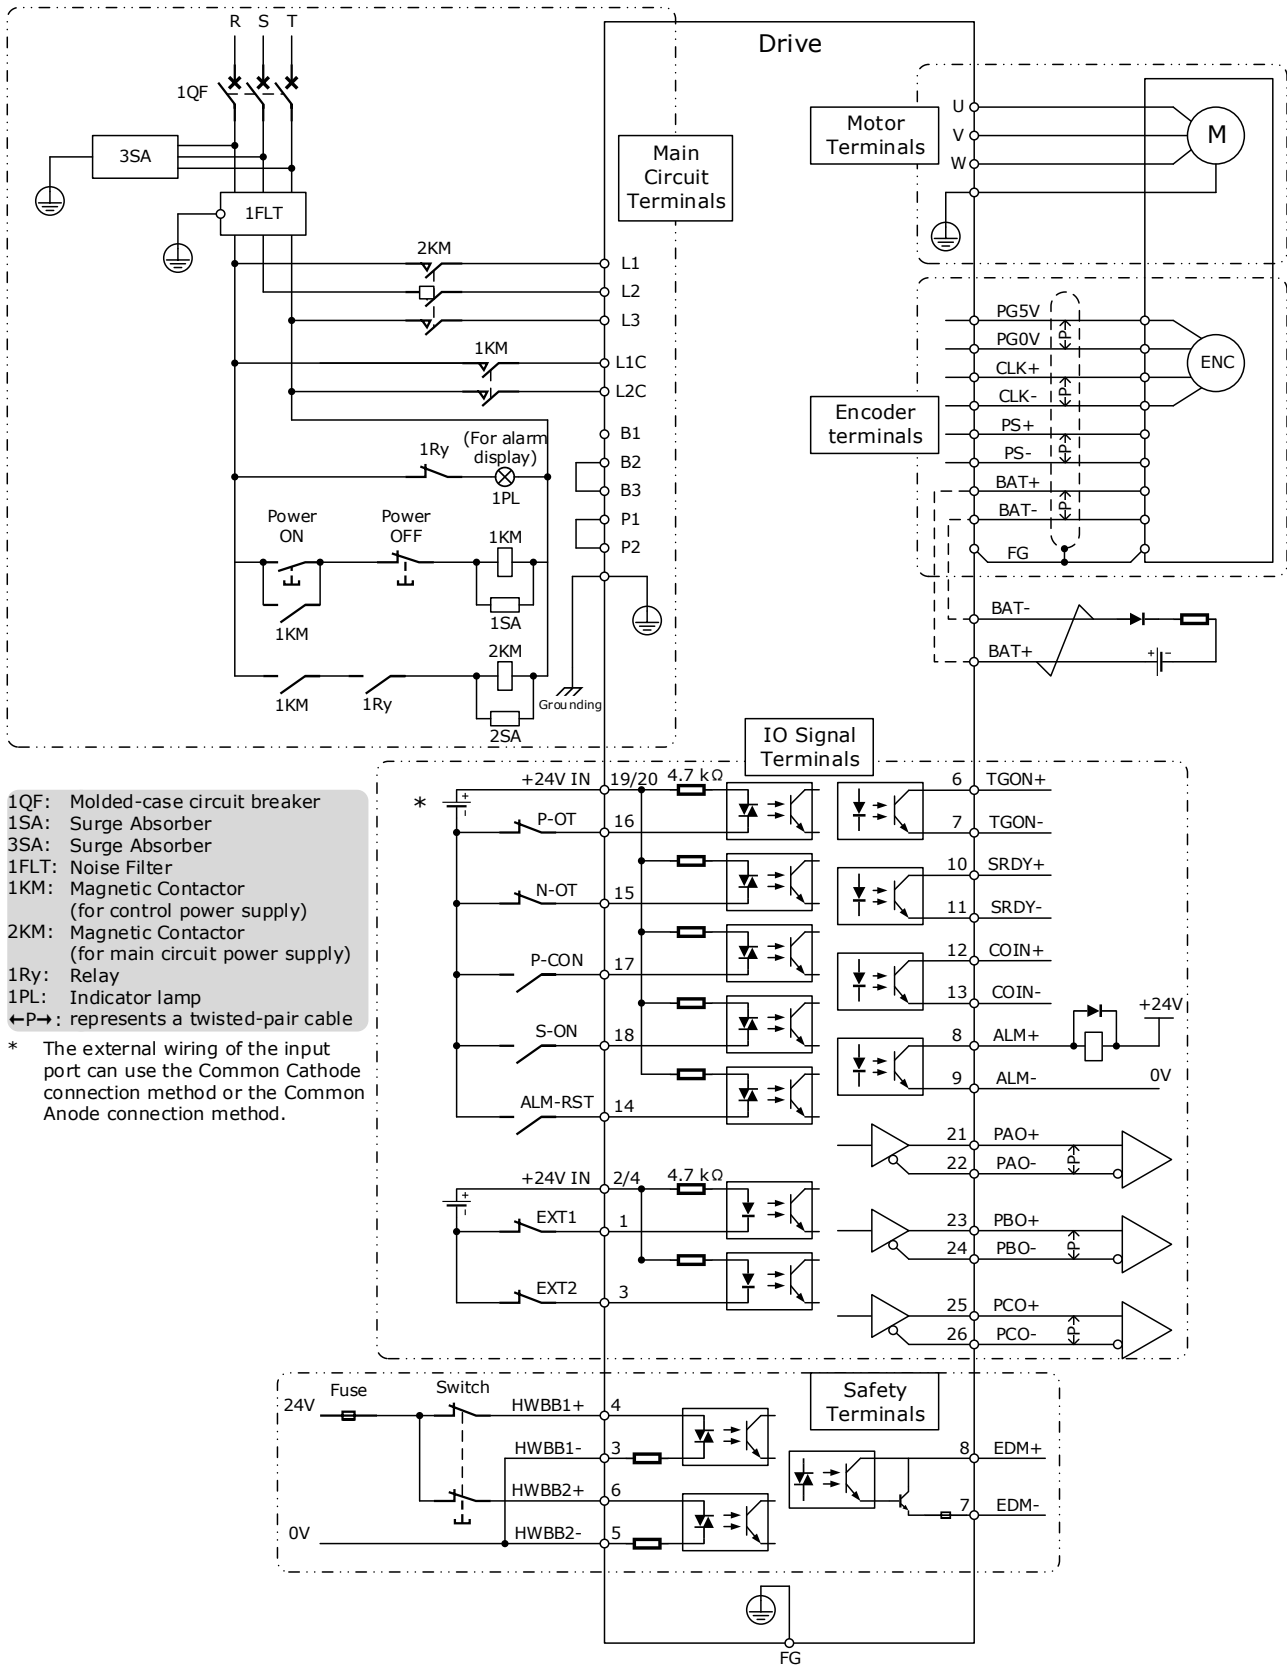 R S T
Drive
1QF
3SA
1FLT
Main
Circuit
Terminals
2KM
L1
L2
L3
1KM
L1C
L2C
B1
B2
B3
P1
P2
1Ry
(For alarm
display)
1PL
Power
ON
Power
OFF
1KM
1SA
1KM
2KM
2SA
1KM
1Ry
Grounding
Motor
Terminals
U
V
W
M
Encoder
terminals
PG5V
PG0V
CLK+
CLK-
PS+
PS-
BAT+
BAT-
FG
P
P
P
P
ENC
BAT-
BAT+
+ -
1QF: Molded-case circuit breaker
1SA: Surge Absorber
3SA: Surge Absorber
1FLT: Noise Filter
1KM: Magnetic Contactor
(for control power supply)
2KM: Magnetic Contactor
(for main circuit power supply)
1Ry: Relay
1PL: Indicator lamp
←P→: represents a twisted-pair cable
* The external wiring of the input
port can use the Common Cathode
connection method or the Common
Anode connection method.
IO Signal
Terminals
* + -
+24V IN 19/20 4.7 kΩ
P-OT 16
N-OT 15
P-CON 17
S-ON 18
ALM-RST 14
+24V IN 2/4 4.7 kΩ
+ -
EXT1 1
EXT2 3
6 TGON+
7 TGON-
10 SRDY+
11 SRDY-
12 COIN+
13 COIN-
8 ALM+ +24V
9 ALM- 0V
21 PAO+
22 PAO-
P
23 PBO+
24 PBO-
P
25 PCO+
26 PCO-
P
Safety
Terminals
24V Fuse Switch
HWBB1+ 4
HWBB1- 3
HWBB2+ 6
0V HWBB2- 5
8 EDM+
7 EDM-
FG